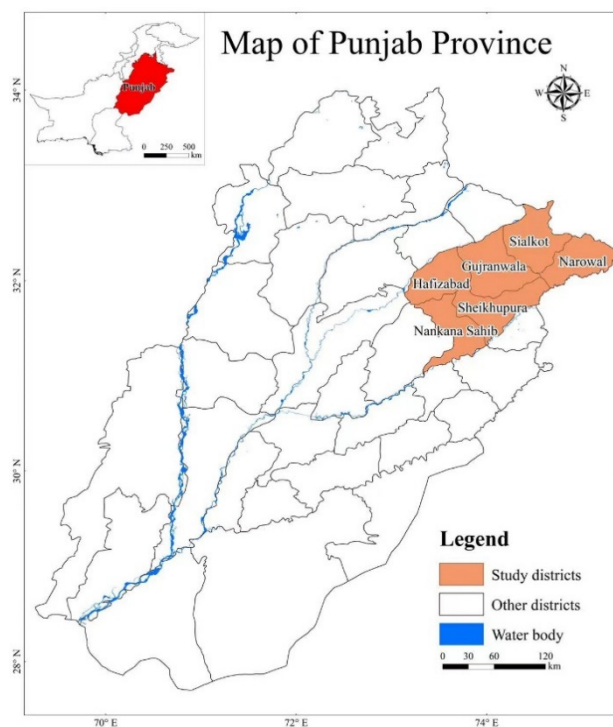 Map of Punjab Province
Punjab
0 250 500
km
N
W E
S
34° N
32° N
30° N
28° N
Sialkot
Narowal
Gujranwala
Hafizabad
Sheikhupura
Nankana Sahib
Legend
Study districts
Other districts
Water body
0 30 60 120
km
70° E
72° E
74° E